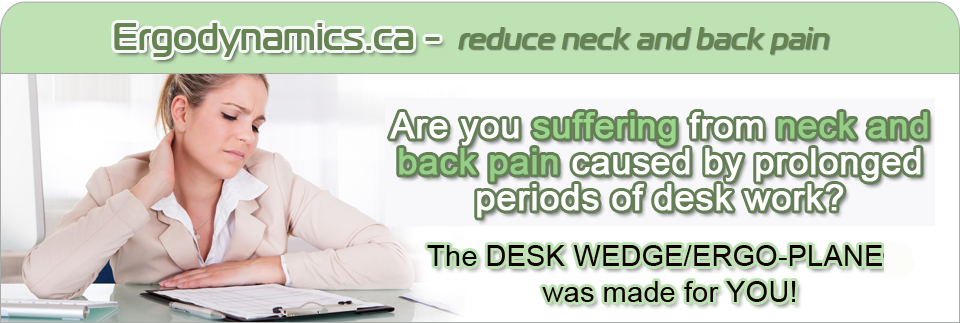 Ergodynamics.ca - reduce neck and back pain
Are you suffering from neck and
back pain caused by prolonged
periods of desk work?
The DESK WEDGE/ERGO-PLANE
was made for YOU!